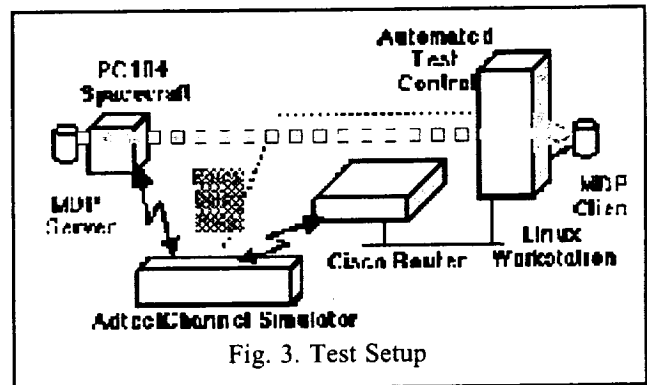 Automated
Test
Control
PC104
Spacecraft
MDP
Server
MDP
Client
Cisco Router
Linux
Workstation
Adtech Channel Simulator
Fig. 3. Test Setup